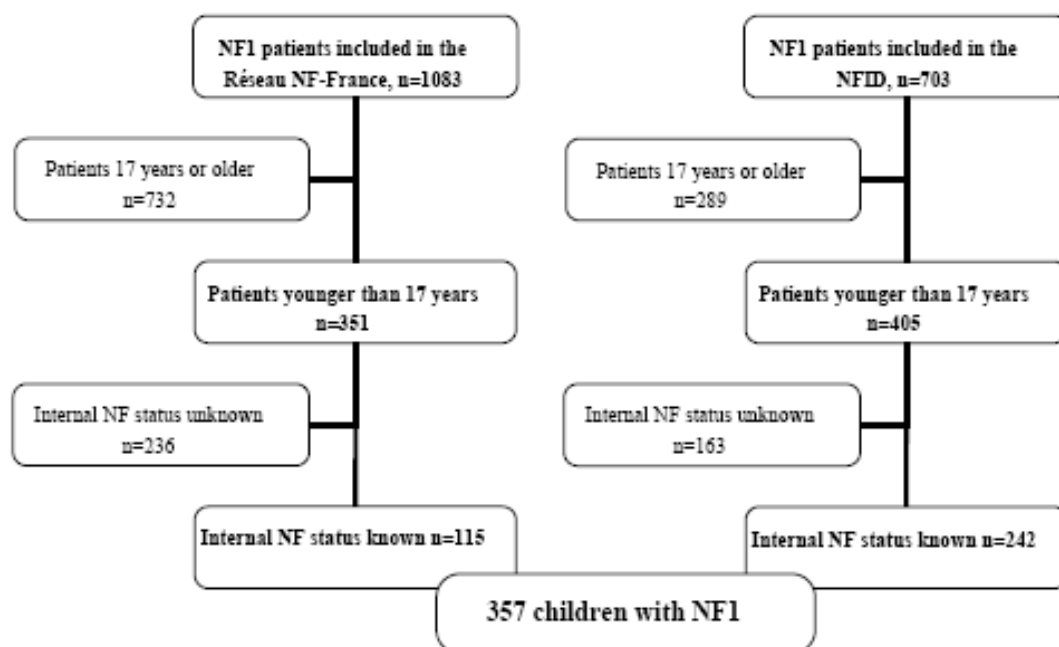 NF1 patients included in the
Réseau NF-France, n=1083
Patients 17 years or older
n=732
Patients younger than 17 years
n=351
Internal NF status unknown
n=236
Internal NF status known n=115
NF1 patients included in the
NFID, n=703
Patients 17 years or older
n=289
Patients younger than 17 years
n=405
Internal NF status unknown
n=163
Internal NF status known n=242
357 children with NF1